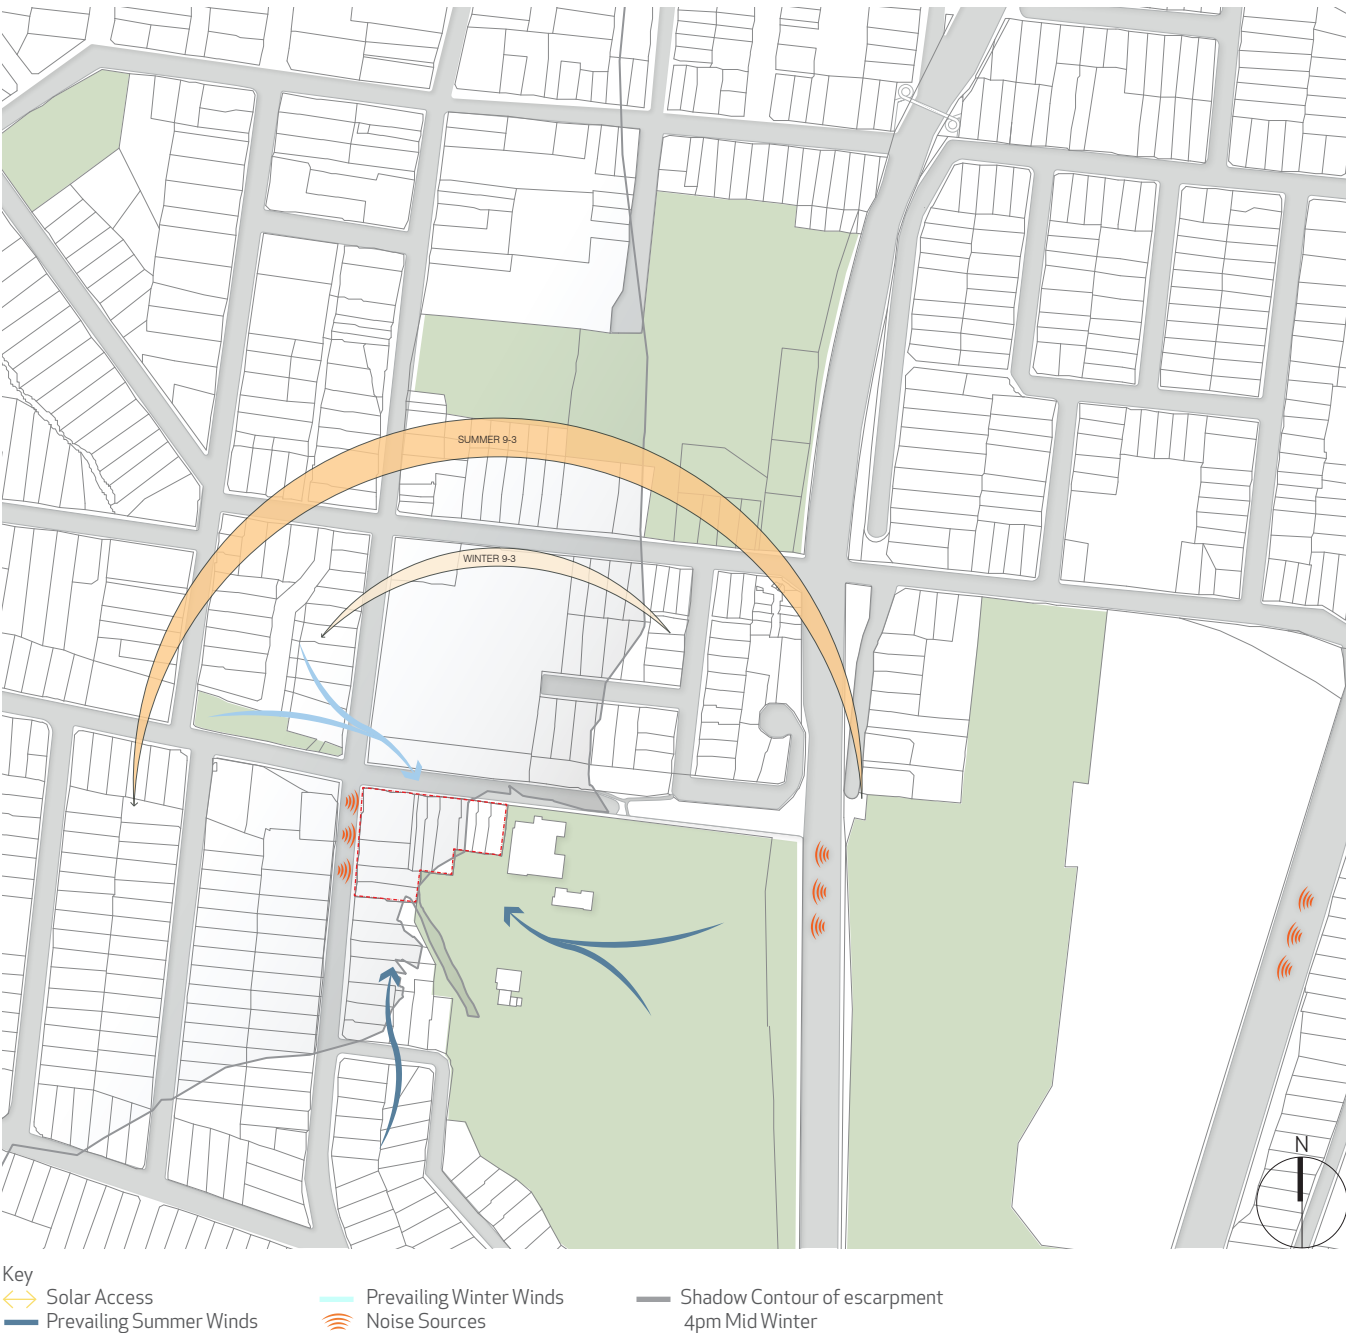 SUMMER 9-3
WINTER 9-3
N
Key
Solar Access
Prevailing Summer Winds
Prevailing Winter Winds
Noise Sources
Shadow Contour of escarpment
4pm Mid Winter